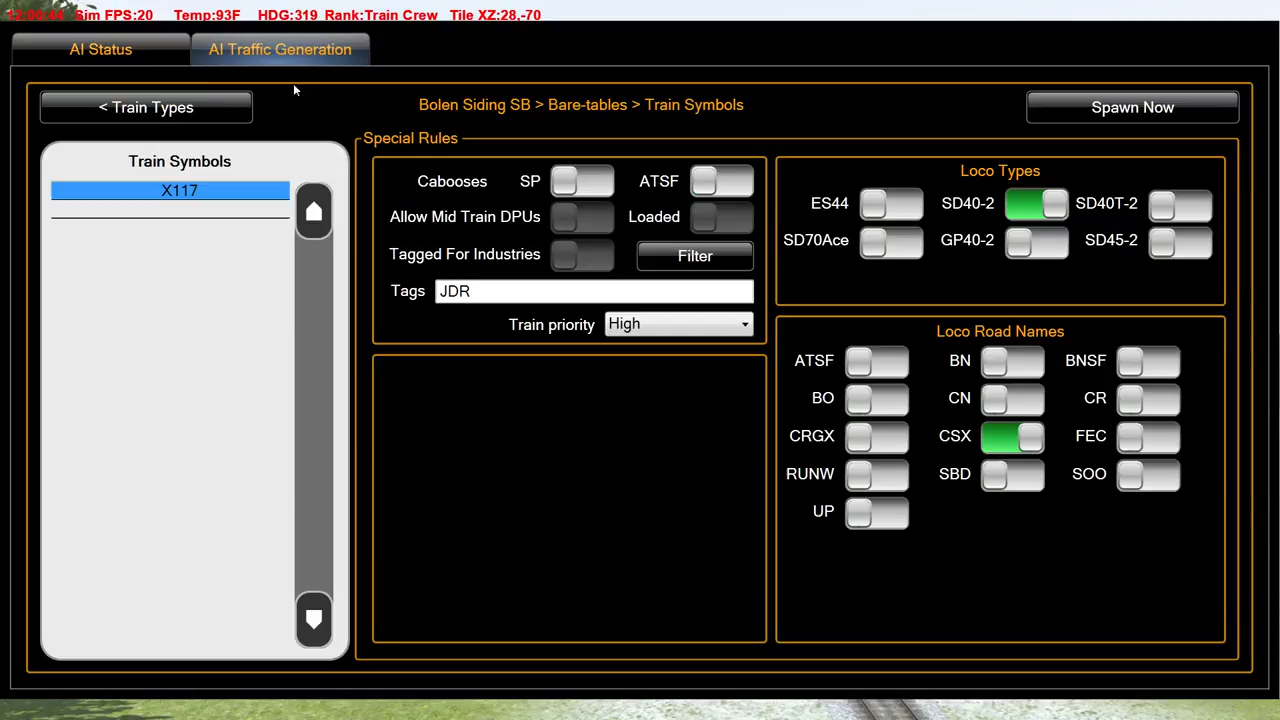 12:00:44 Sim FPS:20 Temp:93F HDG:319 Rank:Train Crew Tile XZ:28,-70
AI Status
AI Traffic Generation
< Train Types
Bolen Siding SB > Bare-tables > Train Symbols
Spawn Now
Train Symbols
X117
Special Rules
Cabooses SP ATSF
Allow Mid Train DPUs Loaded
Tagged For Industries Filter
Tags JDR
Train priority High
Loco Types
ES44 SD40-2 SD40T-2
SD70Ace GP40-2 SD45-2
Loco Road Names
ATSF BN BNSF
BO CN CR
CRGX CSX FEC
RUNW SBD SOO
UP